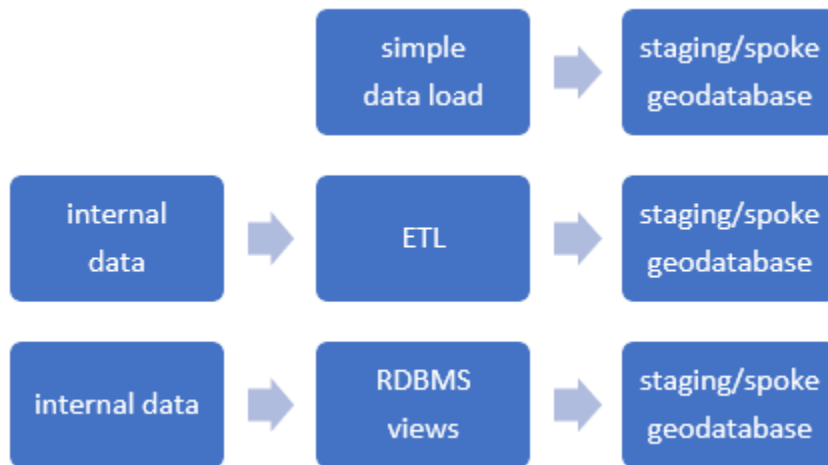 simple
data load
staging/spoke
geodatabase
internal
data
ETL
staging/spoke
geodatabase
internal data
RDBMS
views
staging/spoke
geodatabase